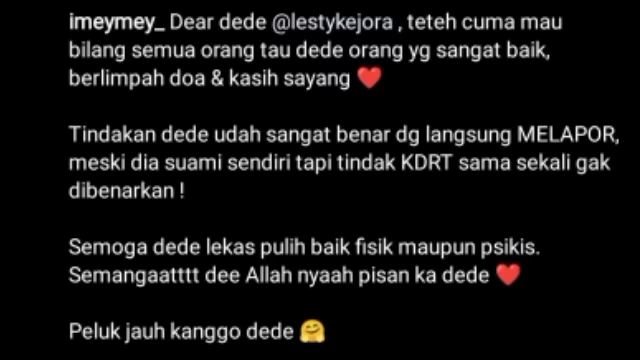 imeymey_ Dear dede @lestykejora , teteh cuma mau
bilang semua orang tau dede orang yg sangat baik,
berlimpah doa & kasih sayang ❤️
Tindakan dede udah sangat benar dg langsung MELAPOR,
meski dia suami sendiri tapi tindak KDRT sama sekali gak
dibenarkan !
Semoga dede lekas pulih baik fisik maupun psikis.
Semangaatttt dee Allah nyaah pisan ka dede ❤️
Peluk jauh kanggo dede 🤗